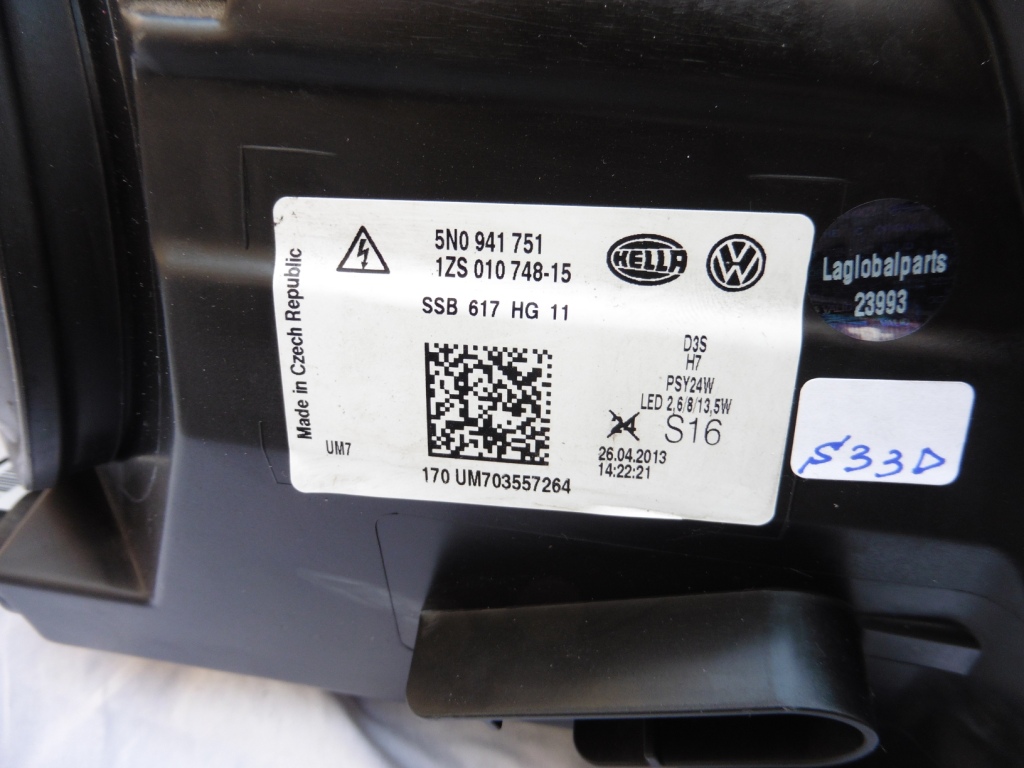 5N0 941 751
1ZS 010 748-15
HELLA
VW
SSB 617 HG 11
Made in Czech Republic
D3S
H7
PSY24W
LED 2,6/8/13,5W
24 S16
UM7
26.04.2013
14:22:21
170 UM703557264
Laglobalparts
23993
S33D